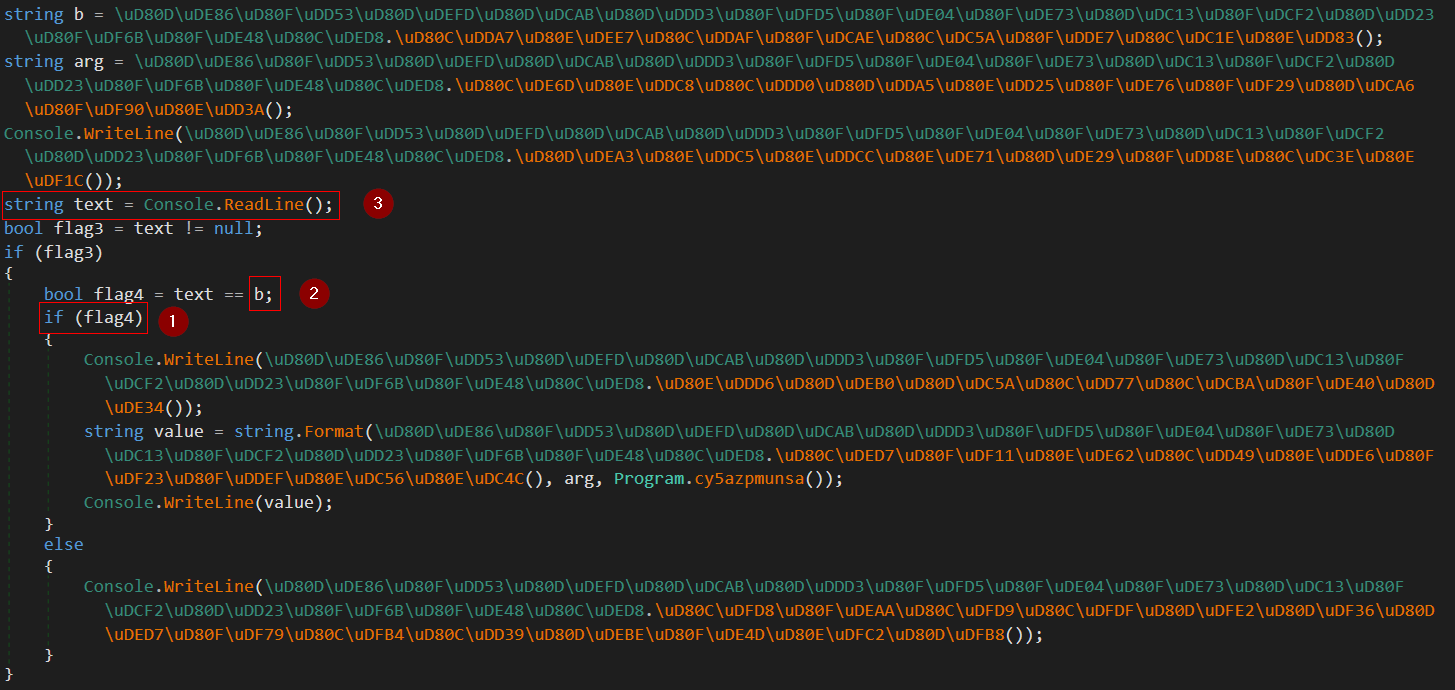 string b = \uD80D\uDE86\uD80F\uDD53\uD80D\uDEFD\uD80D\uDCAB\uD80D\uDDD3\uD80F\uDFD5\uD80F\uDE04\uD80F\uDE73\uD80D\uDC13\uD80F\uDCF2\uD80D\uDD23
\uD80F\uDF6B\uD80F\uDE48\uD80C\uDED8.\uD80C\uDDA7\uD80E\uDEE7\uD80C\uDDAF\uD80F\uDCAE\uD80C\uDC5A\uD80F\uDDE7\uD80C\uDC1E\uD80E\uDD83();
string arg = \uD80D\uDE86\uD80F\uDD53\uD80D\uDEFD\uD80D\uDCAB\uD80D\uDDD3\uD80F\uDFD5\uD80F\uDE04\uD80F\uDE73\uD80D\uDC13\uD80F\uDCF2\uD80D
\uDD23\uD80F\uDF6B\uD80F\uDE48\uD80C\uDED8.\uD80C\uDE6D\uD80E\uDDC8\uD80C\uDDD0\uD80D\uDDA5\uD80E\uDD25\uD80F\uDE76\uD80F\uDF29\uD80D\uDCA6
\uD80F\uDF90\uD80E\uDD3A();
Console.WriteLine(\uD80D\uDE86\uD80F\uDD53\uD80D\uDEFD\uD80D\uDCAB\uD80D\uDDD3\uD80F\uDFD5\uD80F\uDE04\uD80F\uDE73\uD80D\uDC13\uD80F\uDCF2
\uD80D\uDD23\uD80F\uDF6B\uD80F\uDE48\uD80C\uDED8.\uD80D\uDEA3\uD80E\uDDC5\uD80E\uDDCC\uD80E\uDE71\uD80D\uDE29\uD80F\uDD8E\uD80C\uDC3E\uD80E
\uDF1C());
string text = Console.ReadLine(); 3
bool flag3 = text != null;
if (flag3)
{
bool flag4 = text == b; 2
if (flag4) 1
{
Console.WriteLine(\uD80D\uDE86\uD80F\uDD53\uD80D\uDEFD\uD80D\uDCAB\uD80D\uDDD3\uD80F\uDFD5\uD80F\uDE04\uD80F\uDE73\uD80D\uDC13\uD80F
\uDCF2\uD80D\uDD23\uD80F\uDF6B\uD80F\uDE48\uD80C\uDED8.\uD80E\uDDD6\uD80D\uDEB0\uD80D\uDC5A\uD80C\uDD77\uD80C\uDCBA\uD80F\uDE40\uD80D
\uDE34());
string value = string.Format(\uD80D\uDE86\uD80F\uDD53\uD80D\uDEFD\uD80D\uDCAB\uD80D\uDDD3\uD80F\uDFD5\uD80F\uDE04\uD80F\uDE73\uD80D
\uDC13\uD80F\uDCF2\uD80D\uDD23\uD80F\uDF6B\uD80F\uDE48\uD80C\uDED8.\uD80C\uDED7\uD80F\uDF11\uD80E\uDE62\uD80C\uDD49\uD80E\uDDE6\uD80F
\uDF23\uD80F\uDDEF\uD80E\uDC56\uD80E\uDC4C(), arg, Program.cy5azpmunsa());
Console.WriteLine(value);
}
else
{
Console.WriteLine(\uD80D\uDE86\uD80F\uDD53\uD80D\uDEFD\uD80D\uDCAB\uD80D\uDDD3\uD80F\uDFD5\uD80F\uDE04\uD80F\uDE73\uD80D\uDC13\uD80F
\uDCF2\uD80D\uDD23\uD80F\uDF6B\uD80F\uDE48\uD80C\uDED8.\uD80C\uDFD8\uD80F\uDEAA\uD80C\uDFD9\uD80C\uDFDF\uD80D\uDFE2\uD80D\uDF36\uD80D
\uDED7\uD80F\uDF79\uD80C\uDFB4\uD80C\uDD39\uD80D\uDEBE\uD80F\uDE4D\uD80E\uDFC2\uD80D\uDFB8());
}
}